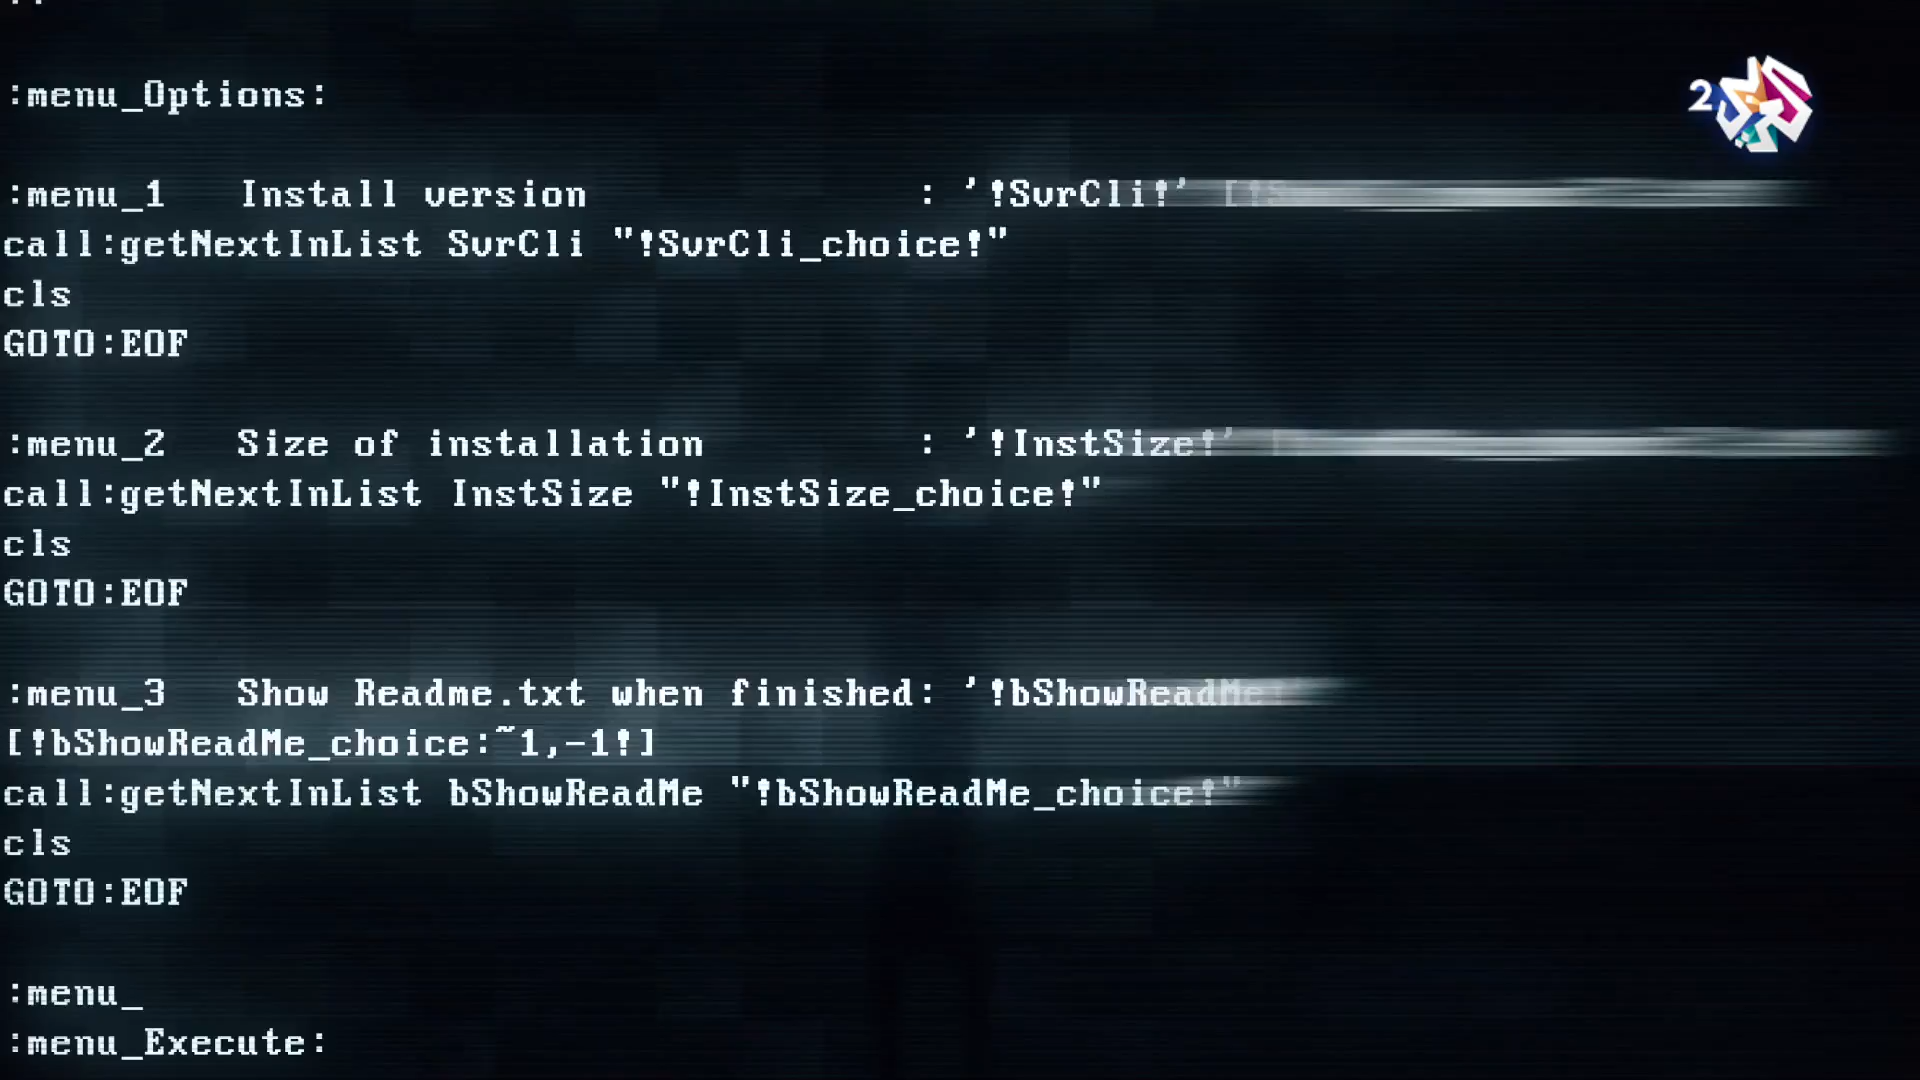 :menu_Options:
2
:menu_1   Install version                 : '!SvrCli!' [!S
call:getNextInList SvrCli "!SvrCli_choice!"
cls
GOTO:EOF
:menu_2   Size of installation           : '!InstSize!'
call:getNextInList InstSize "!InstSize_choice!"
cls
GOTO:EOF
:menu_3   Show Readme.txt when finished: '!bShowReadMe!'
[!bShowReadMe_choice:~1,-1!]
call:getNextInList bShowReadMe "!bShowReadMe_choice!"
cls
GOTO:EOF
:menu_
:menu_Execute: